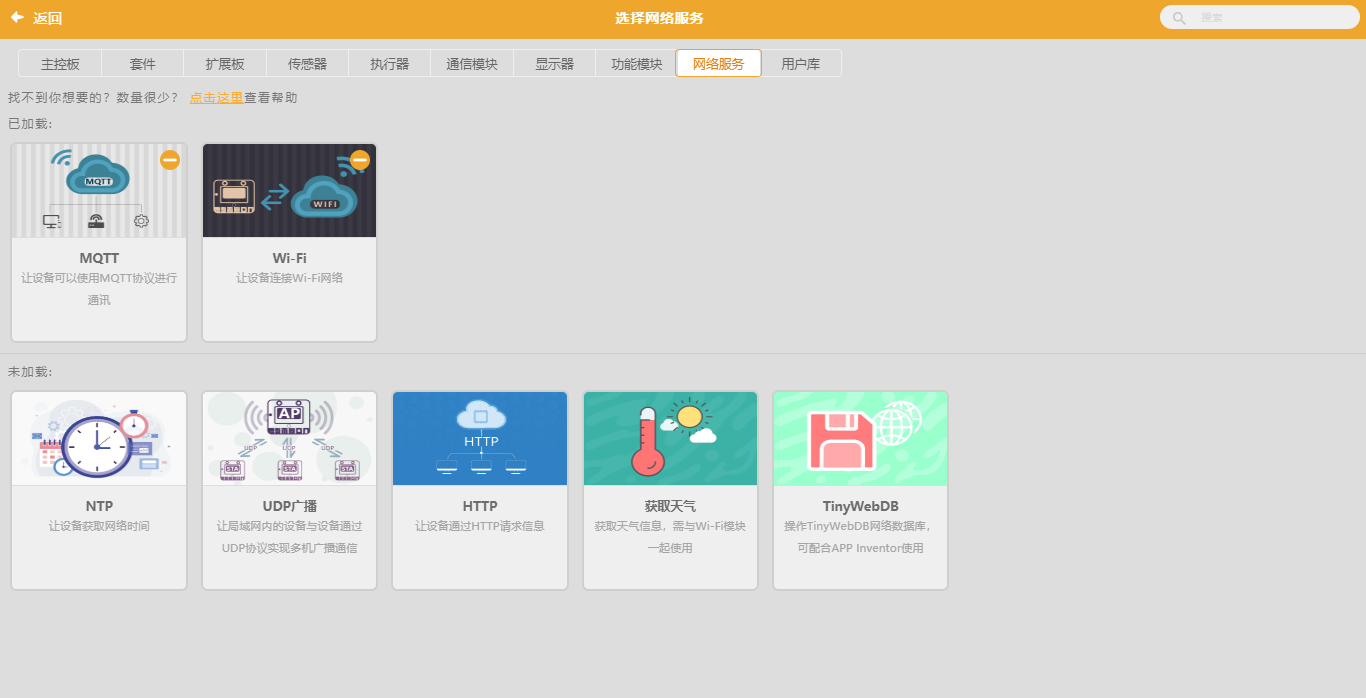 返回
选择网络服务
搜索
主控板 套件 扩展板 传感器 执行器 通信模块 显示器 功能模块 网络服务 用户库
找不到你想要的？数量很少？ 点击这里查看帮助
已加载:
MQTT
MQTT
让设备可以使用MQTT协议进行
通讯
WIFI
Wi-Fi
让设备连接Wi-Fi网络
未加载:
NTP
让设备获取网络时间
AP
UDP UDP UDP
STA STA STA
UDP广播
让局域网内的设备与设备通过
UDP协议实现多机广播通信
HTTP
HTTP
让设备通过HTTP请求信息
获取天气
获取天气信息，需与Wi-Fi模块
一起使用
TinyWebDB
操作TinyWebDB网络数据库，
可配合APP Inventor使用